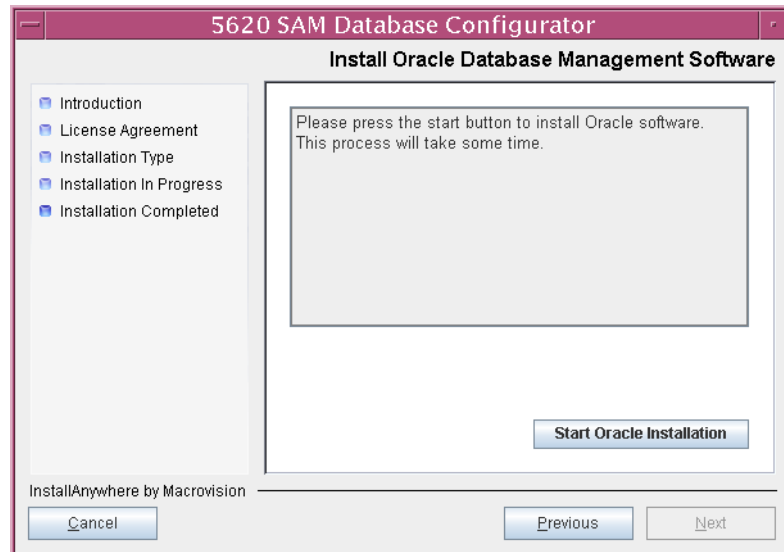 5620 SAM Database Configurator
Install Oracle Database Management Software
Introduction
License Agreement
Installation Type
Installation In Progress
Installation Completed
Please press the start button to install Oracle software.
This process will take some time.
Start Oracle Installation
InstallAnywhere by Macrovision
Cancel
Previous
Next